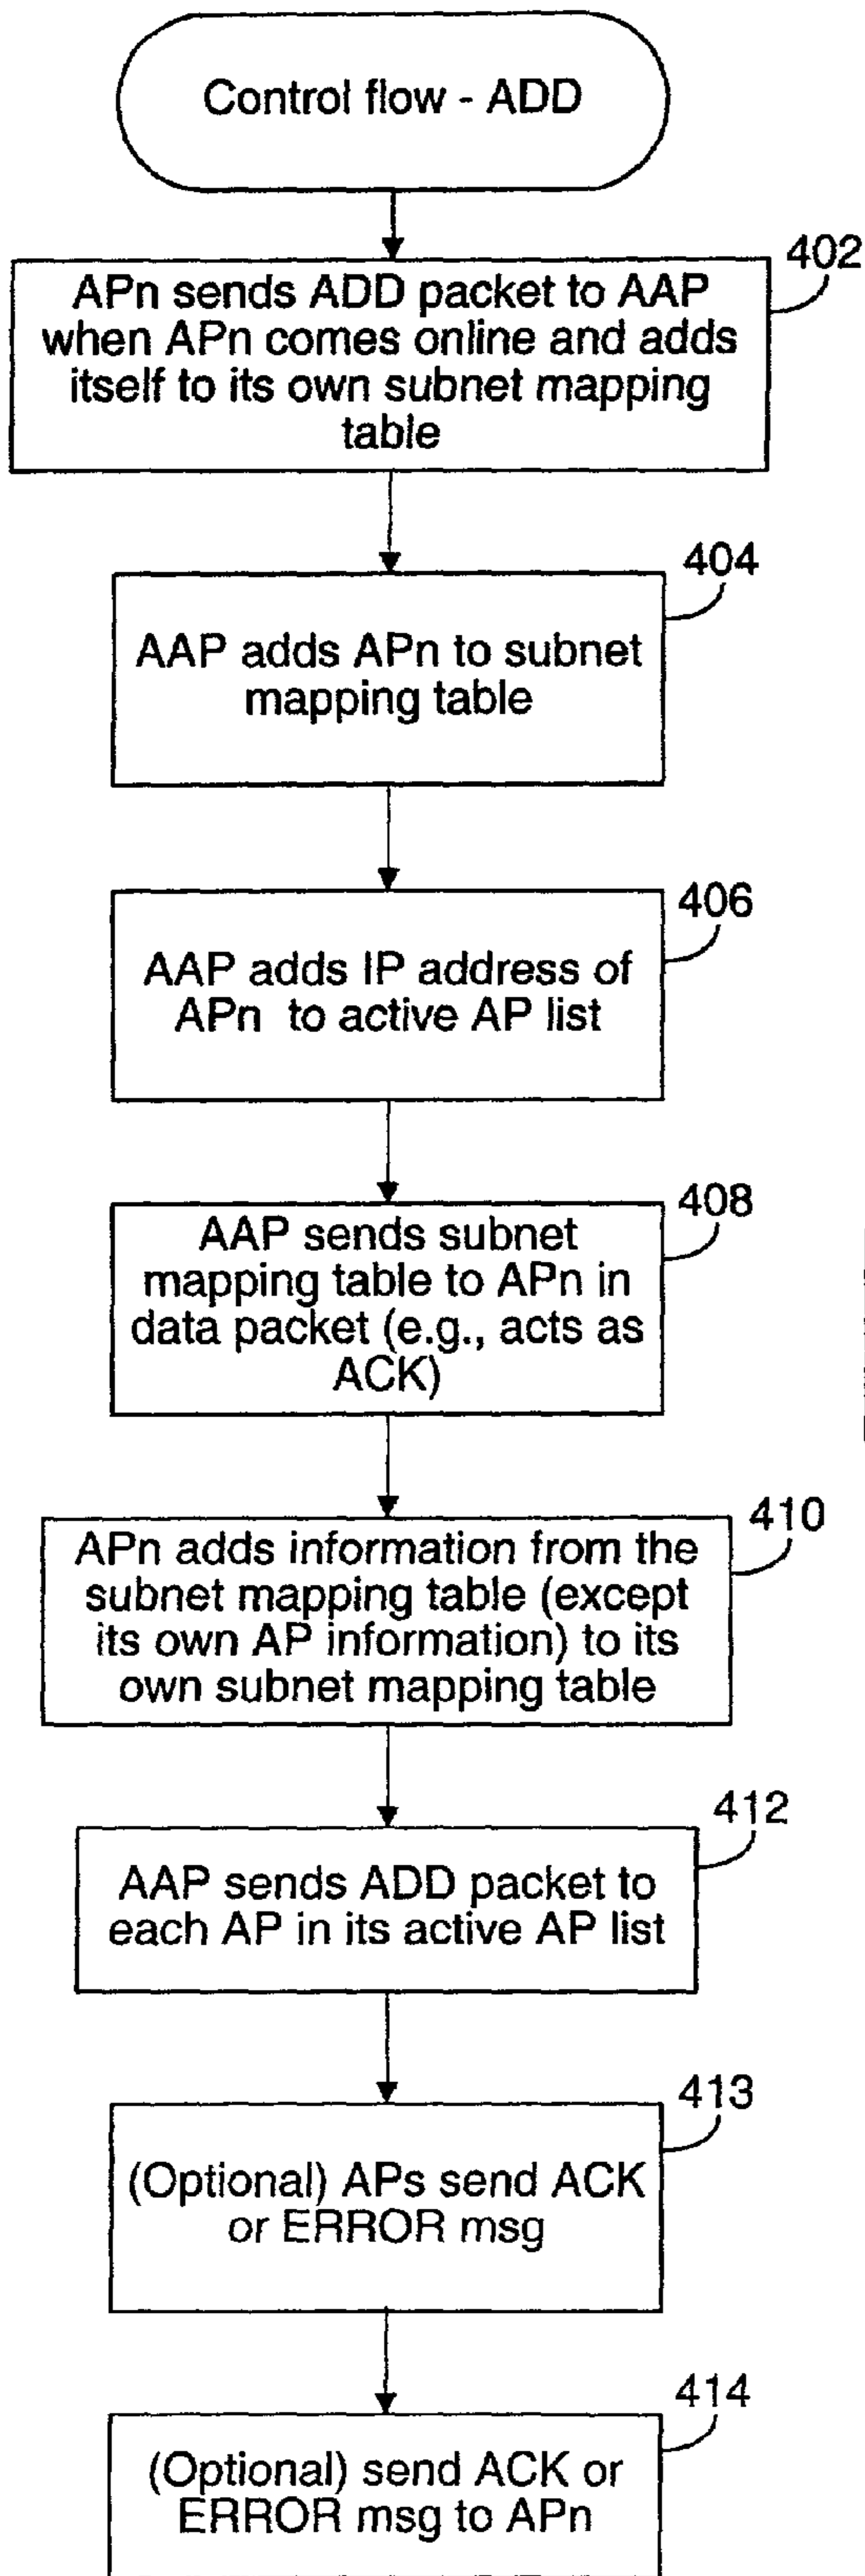 Control flow - ADD
402
APn sends ADD packet to AAP
when APn comes online and adds
itself to its own subnet mapping
table
404
AAP adds APn to subnet
mapping table
406
AAP adds IP address of
APn to active AP list
408
AAP sends subnet
mapping table to APn in
data packet (e.g., acts as
ACK)
410
APn adds information from the
subnet mapping table (except
its own AP information) to its
own subnet mapping table
412
AAP sends ADD packet to
each AP in its active AP list
413
(Optional) APs send ACK
or ERROR msg
414
(Optional) send ACK or
ERROR msg to APn